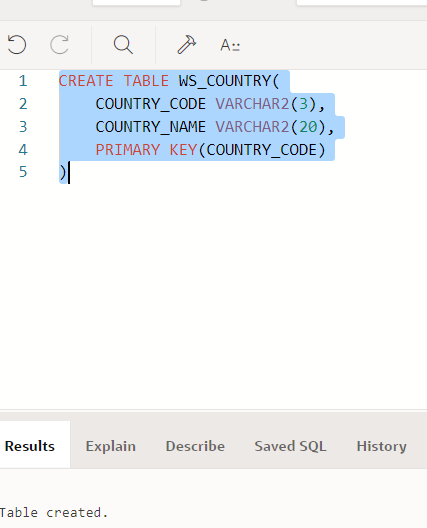 A::
1 CREATE TABLE WS_COUNTRY(
2 COUNTRY_CODE VARCHAR2(3),
3 COUNTRY_NAME VARCHAR2(20),
4 PRIMARY KEY(COUNTRY_CODE)
5 )
Results Explain Describe Saved SQL History
Table created.